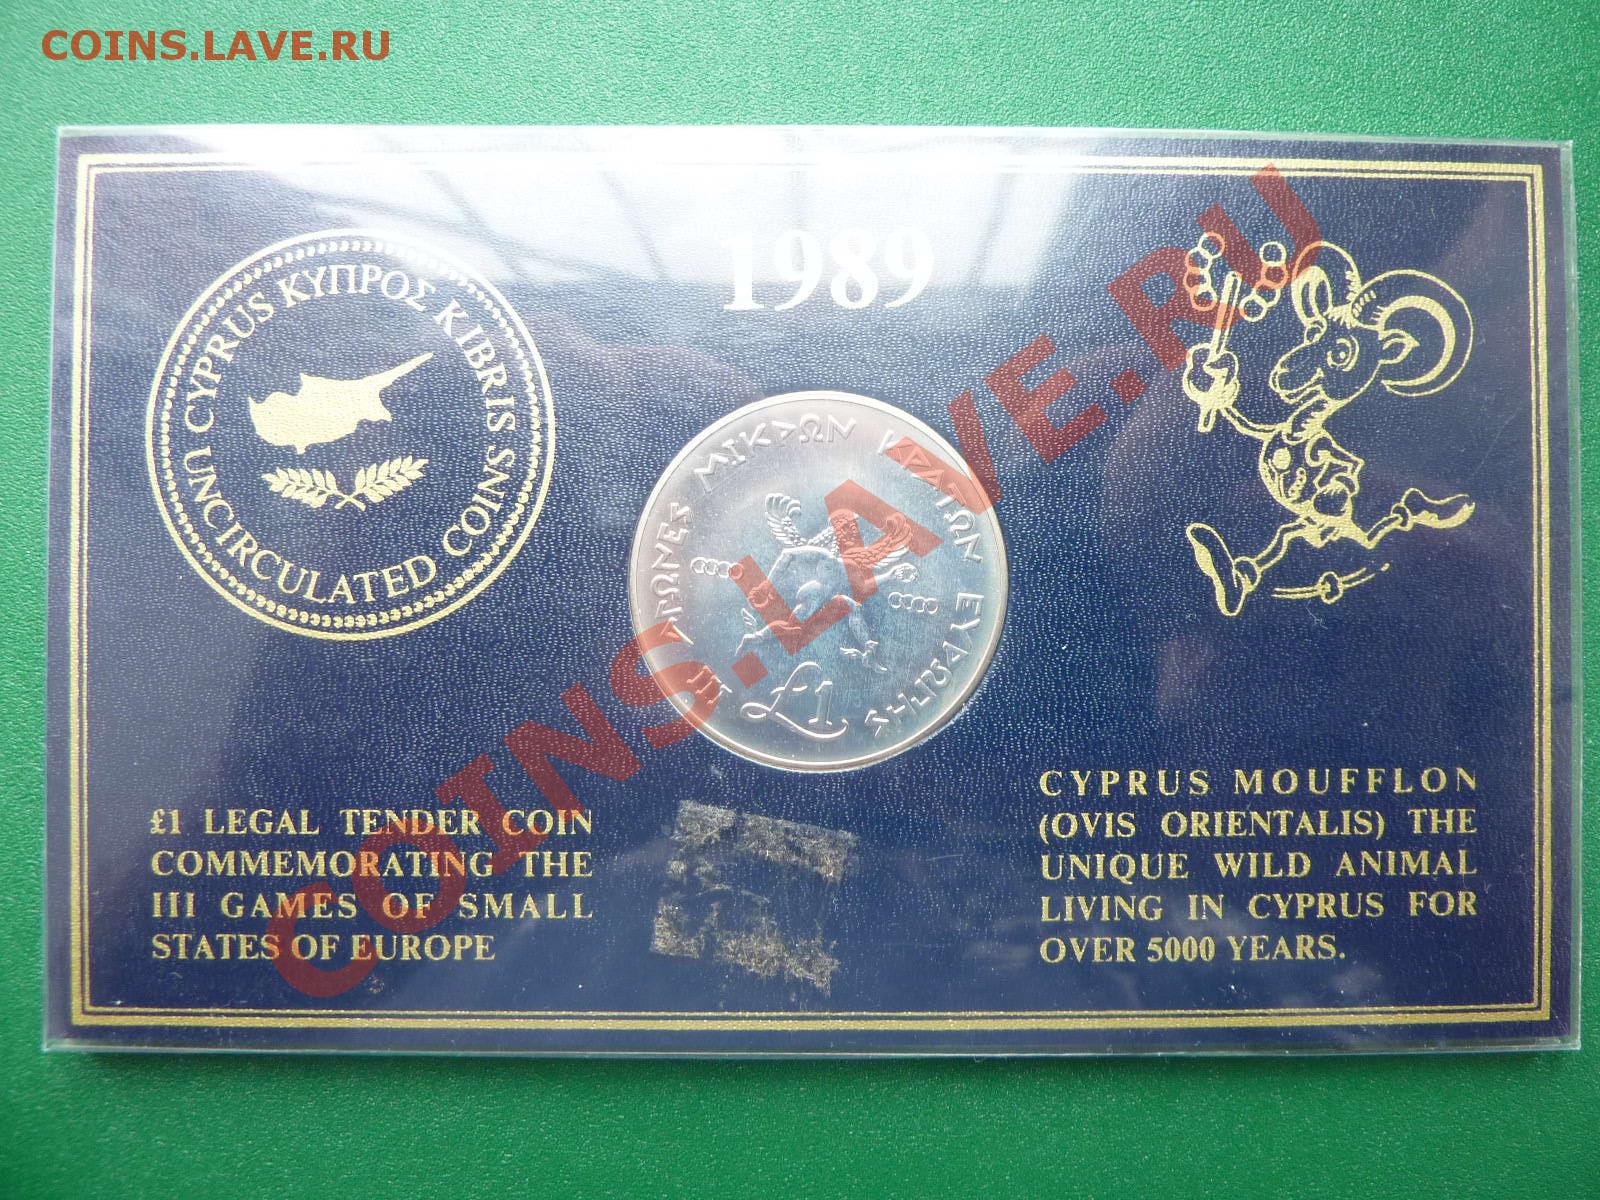 COINS.LAVE.RU
1989
UNCIRCULATED COINS CYPRUS ΚΥΠΡΟΣ KIBRIS
III ΑΓΩΝΕΣ ΜΙΚΡΩΝ ΚΡΑΤΩΝ ΕΥΡΩΠΗΣ
£1
£1 LEGAL TENDER COIN
COMMEMORATING THE
III GAMES OF SMALL
STATES OF EUROPE
CYPRUS MOUFFLON
(OVIS ORIENTALIS) THE
UNIQUE WILD ANIMAL
LIVING IN CYPRUS FOR
OVER 5000 YEARS.
COINS.LAVE.RU